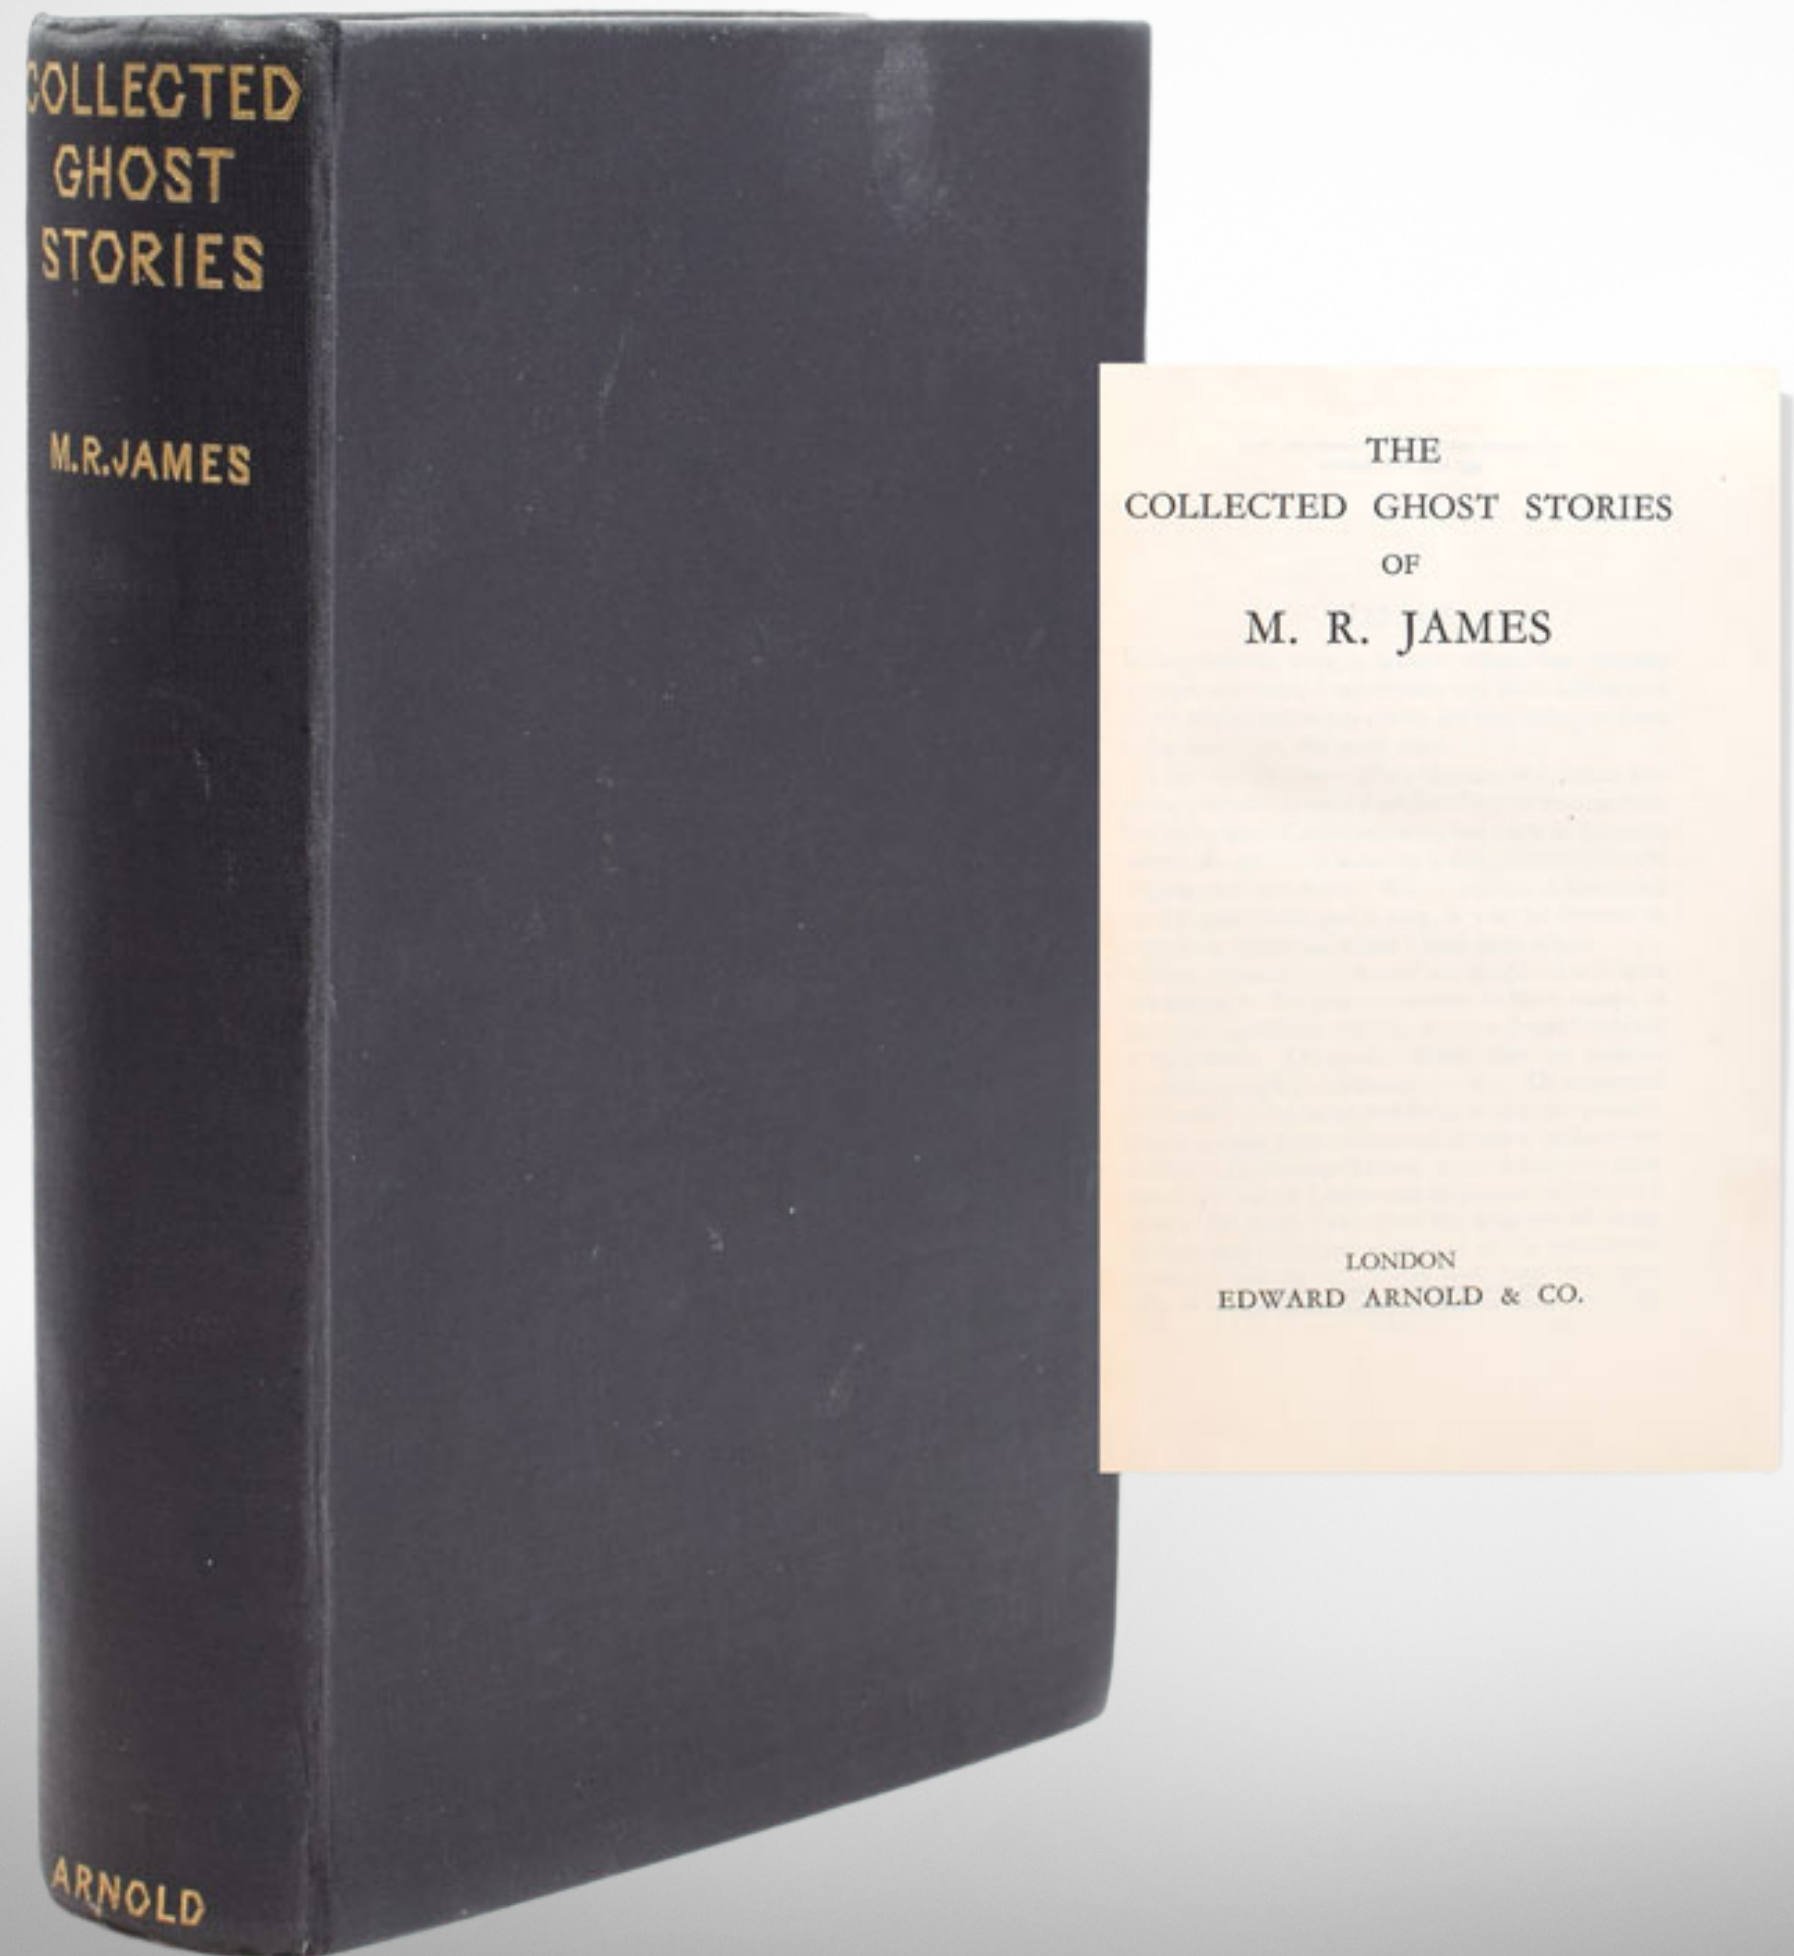 COLLECTED
GHOST
STORIES
M.R.JAMES
ARNOLD
THE
COLLECTED GHOST STORIES
OF
M. R. JAMES
LONDON
EDWARD ARNOLD & CO.